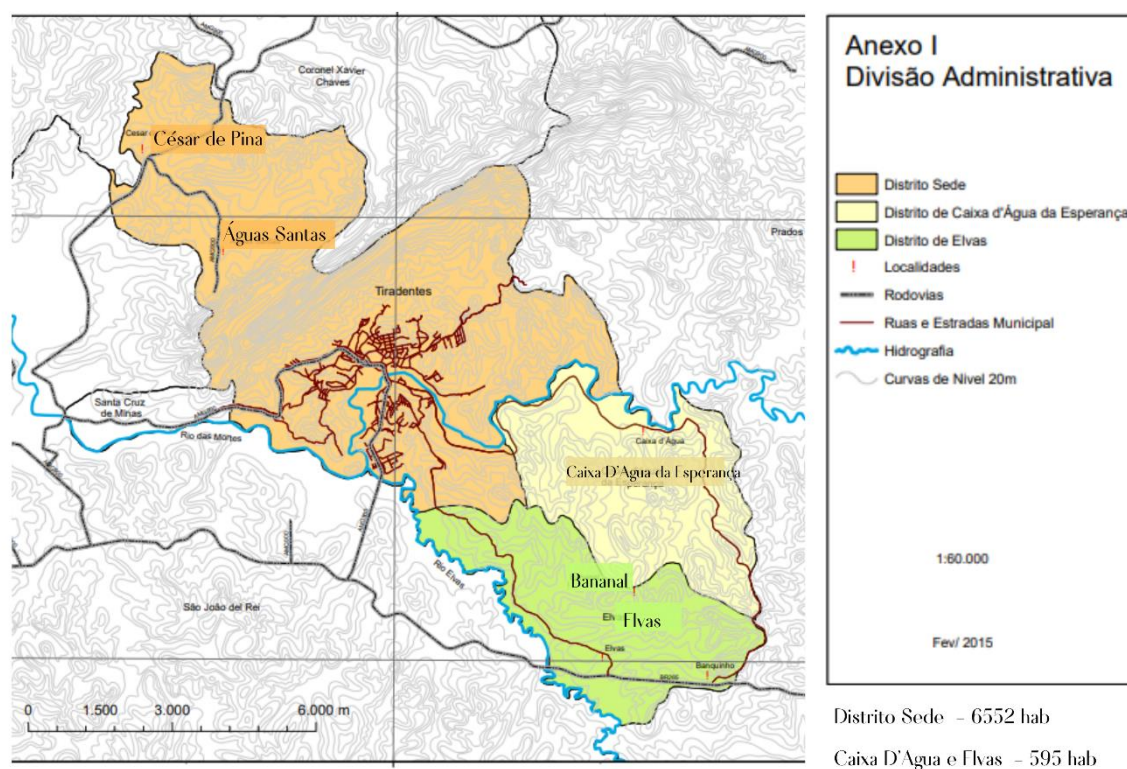 Coronel Xavier
Chaves
César de Pina
Águas Santas
Prados
Tiradentes
Santa Cruz
de Minas
Rio das Mortes
Caixa d'Água
Caixa D'Agua da Esperança
Bananal
Rio Elvas
São João del Rei
Elvas
Elvas
Banquinho
0 1.500 3.000 6.000 m
Anexo I
Divisão Administrativa
Distrito Sede
Distrito de Caixa d'Água da Esperança
Distrito de Elvas
Localidades
Rodovias
Ruas e Estradas Municipal
Hidrografia
Curvas de Nivel 20m
1:60.000
Fev/ 2015
Distrito Sede - 6552 hab
Caixa D'Agua e Elvas - 595 hab